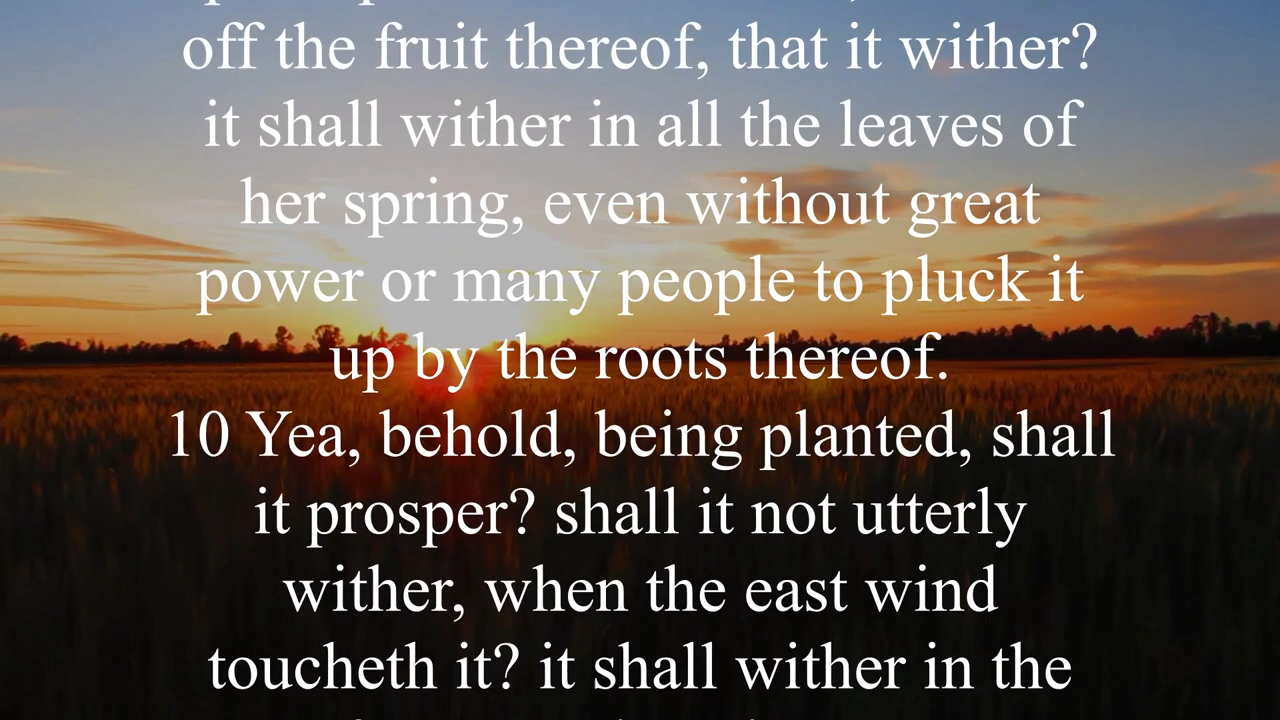 off the fruit thereof, that it wither?
it shall wither in all the leaves of
her spring, even without great
power or many people to pluck it
up by the roots thereof.
10 Yea, behold, being planted, shall
it prosper? shall it not utterly
wither, when the east wind
toucheth it? it shall wither in the